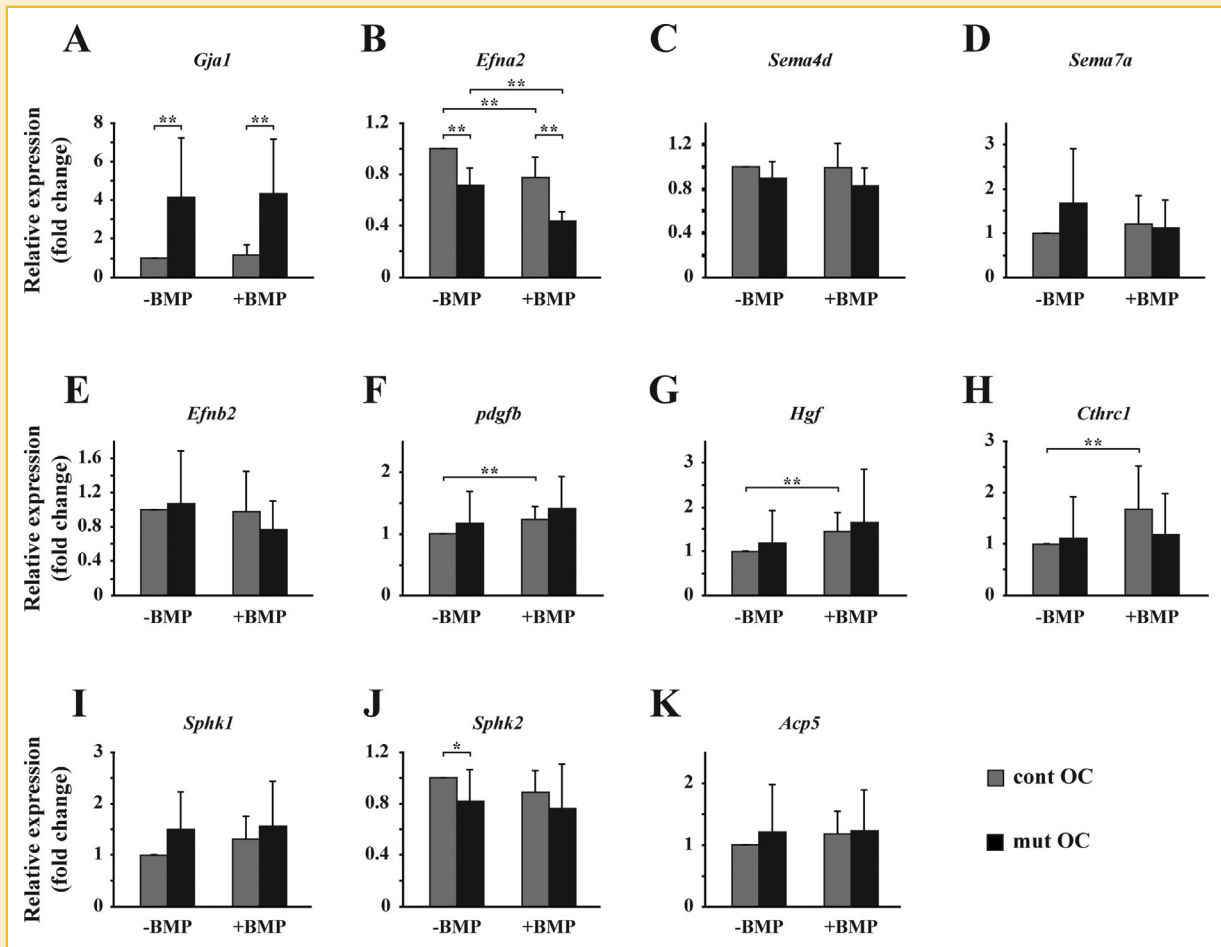 A
Gja1
Relative expression
(fold change)
8
6
4
2
0
**
**
-BMP
+BMP
B
Efna2
1.2
0.8
0.4
0
**
**
**
**
-BMP
+BMP
C
Sema4d
1.2
0.8
0.4
0
-BMP
+BMP
D
Sema7a
3
2
1
0
-BMP
+BMP
E
Efnb2
Relative expression
(fold change)
1.6
1.2
0.8
0.4
0
-BMP
+BMP
F
pdgfb
2
1
0
**
-BMP
+BMP
G
Hgf
3
2
1
0
**
-BMP
+BMP
H
Cthrc1
3
2
1
0
**
-BMP
+BMP
I
Sphk1
Relative expression
(fold change)
3
2
1
0
-BMP
+BMP
J
Sphk2
1.2
0.8
0.4
0
*
-BMP
+BMP
K
Acp5
2
1
0
-BMP
+BMP
cont OC
mut OC